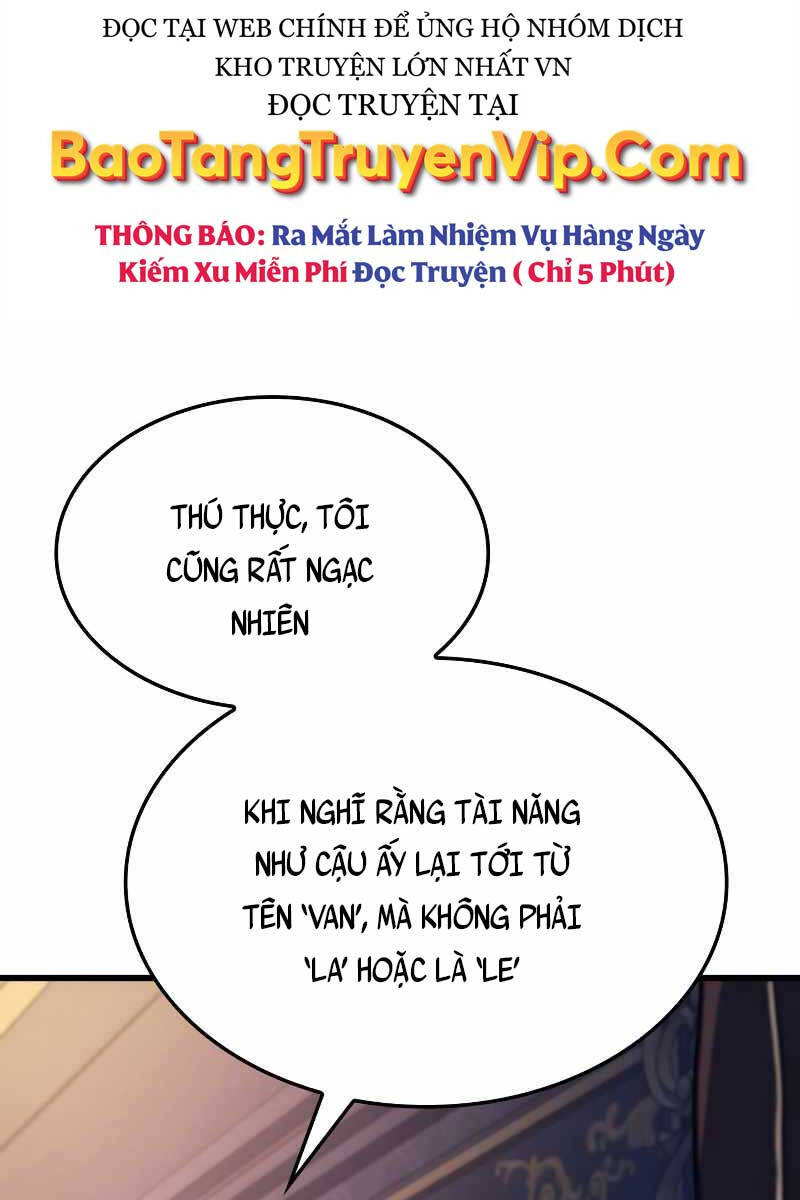 ĐỌC TẠI WEB CHÍNH ĐỂ ỦNG HỘ NHÓM DỊCH
KHO TRUYỆN LỚN NHẤT VN
ĐỌC TRUYỆN TẠI
BaoTangTruyenVip.Com
THÔNG BÁO: Ra Mắt Làm Nhiệm Vụ Hàng Ngày
Kiếm Xu Miễn Phí Đọc Truyện ( Chỉ 5 Phút)
THÚ THỰC, TÔI
CŨNG RẤT NGẠC
NHIÊN
KHI NGHĨ RẰNG TÀI NĂNG
NHƯ CẬU ẤY LẠI TỚI TỪ
TÊN ‘VAN’, MÀ KHÔNG PHẢI
‘LA’ HOẶC LÀ ‘LE’